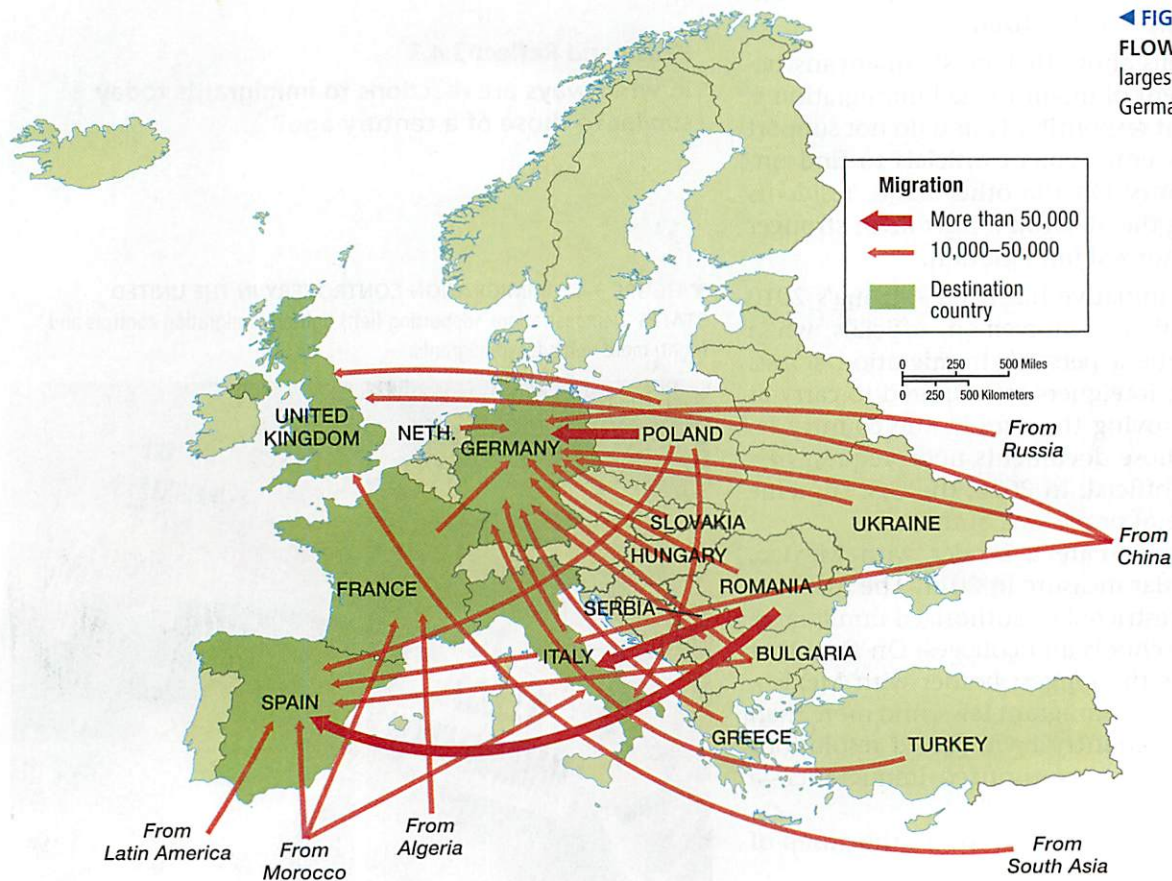 ◀ FIG
FLOW
larges
Germa
Migration
More than 50,000
10,000–50,000
Destination
country
0 250 500 Miles
0 250 500 Kilometers
UNITED
KINGDOM
NETH.
GERMANY
POLAND
From
Russia
UKRAINE
SLOVAKIA
From
China
HUNGARY
ROMANIA
FRANCE
SERBIA
ITALY
BULGARIA
SPAIN
GREECE
TURKEY
From
Latin America
From
Morocco
From
Algeria
From
South Asia